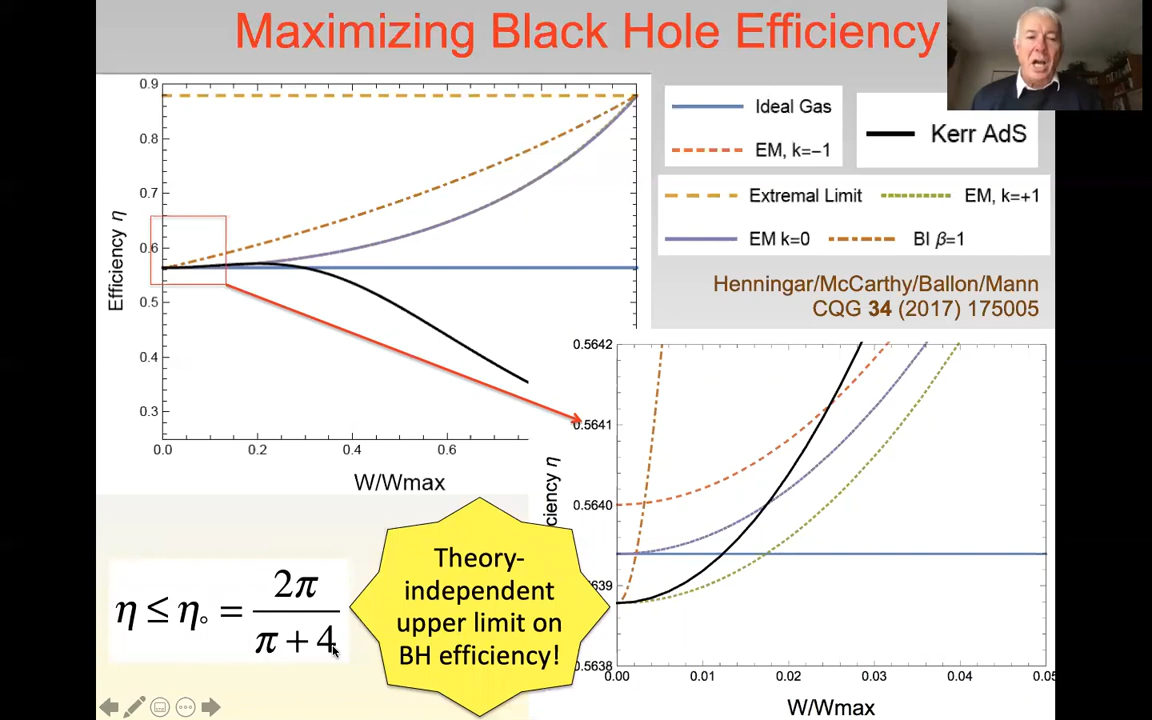 Maximizing Black Hole Efficiency
0.9
0.8
0.7
0.6
0.5
0.4
0.3
Efficiency η
0.0 0.2 0.4 0.6
W/Wmax
Ideal Gas
EM, k=−1
Kerr AdS
Extremal Limit
EM, k=+1
EM k=0
BI β=1
Henningar/McCarthy/Ballon/Mann
CQG 34 (2017) 175005
0.5642
0.5641
0.5640
5639
0.5638
ciency η
0.00 0.01 0.02 0.03 0.04 0.05
W/Wmax
η ≤ η∘ = 2π / π + 4
Theory-
independent
upper limit on
BH efficiency!